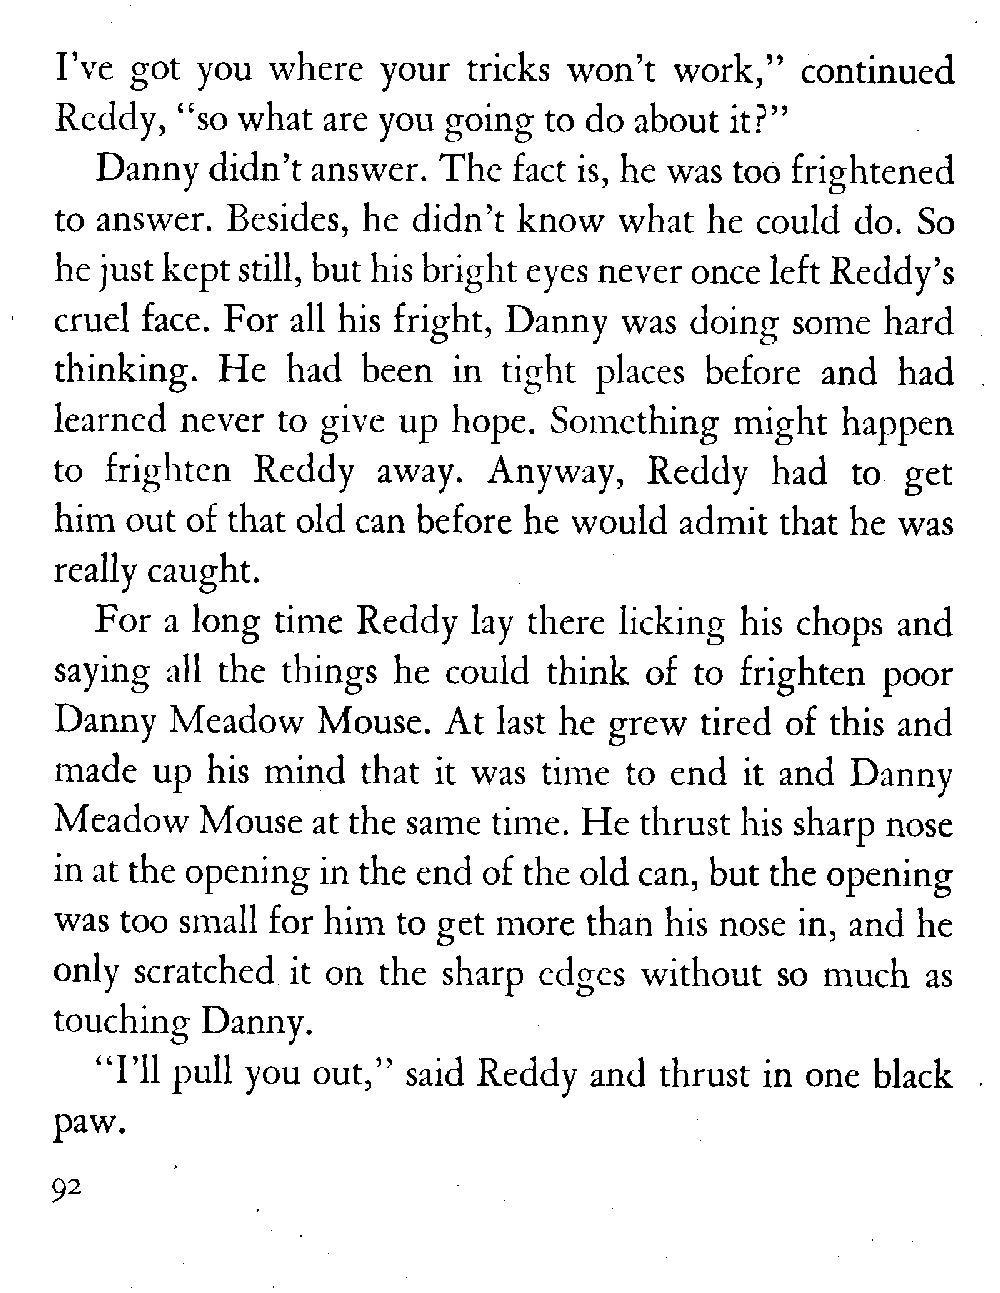 I've got you where your tricks won't work," continued
Reddy, "so what are you going to do about it?"
Danny didn't answer. The fact is, he was too frightened
to answer. Besides, he didn't know what he could do. So
he just kept still, but his bright eyes never once left Reddy's
cruel face. For all his fright, Danny was doing some hard
thinking. He had been in tight places before and had
learned never to give up hope. Something might happen
to frighten Reddy away. Anyway, Reddy had to get
him out of that old can before he would admit that he was
really caught.
For a long time Reddy lay there licking his chops and
saying all the things he could think of to frighten poor
Danny Meadow Mouse. At last he grew tired of this and
made up his mind that it was time to end it and Danny
Meadow Mouse at the same time. He thrust his sharp nose
in at the opening in the end of the old can, but the opening
was too small for him to get more than his nose in, and he
only scratched it on the sharp edges without so much as
touching Danny.
"I'll pull you out," said Reddy and thrust in one black
paw.
92